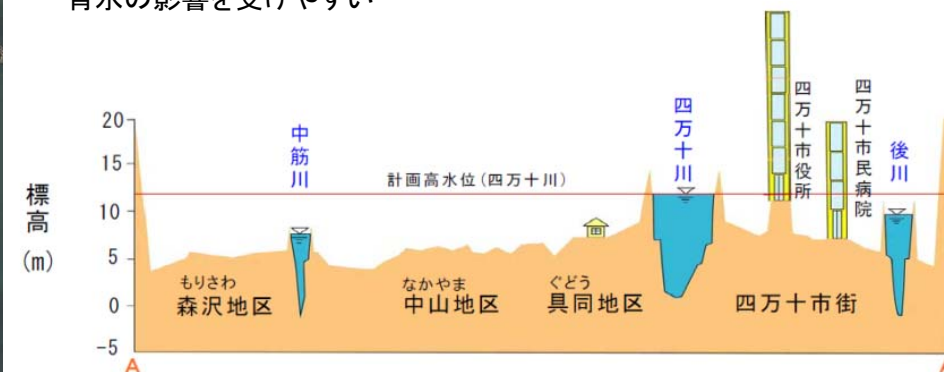 背水の影響を受けやすい
標高
(m)
20
15
10
5
0
-5
中筋川
計画高水位(四万十川)
四万十川
四万十市役所
四万十市民病院
後川
もりさわ
森沢地区
なかやま
中山地区
ぐどう
具同地区
四万十市街
A